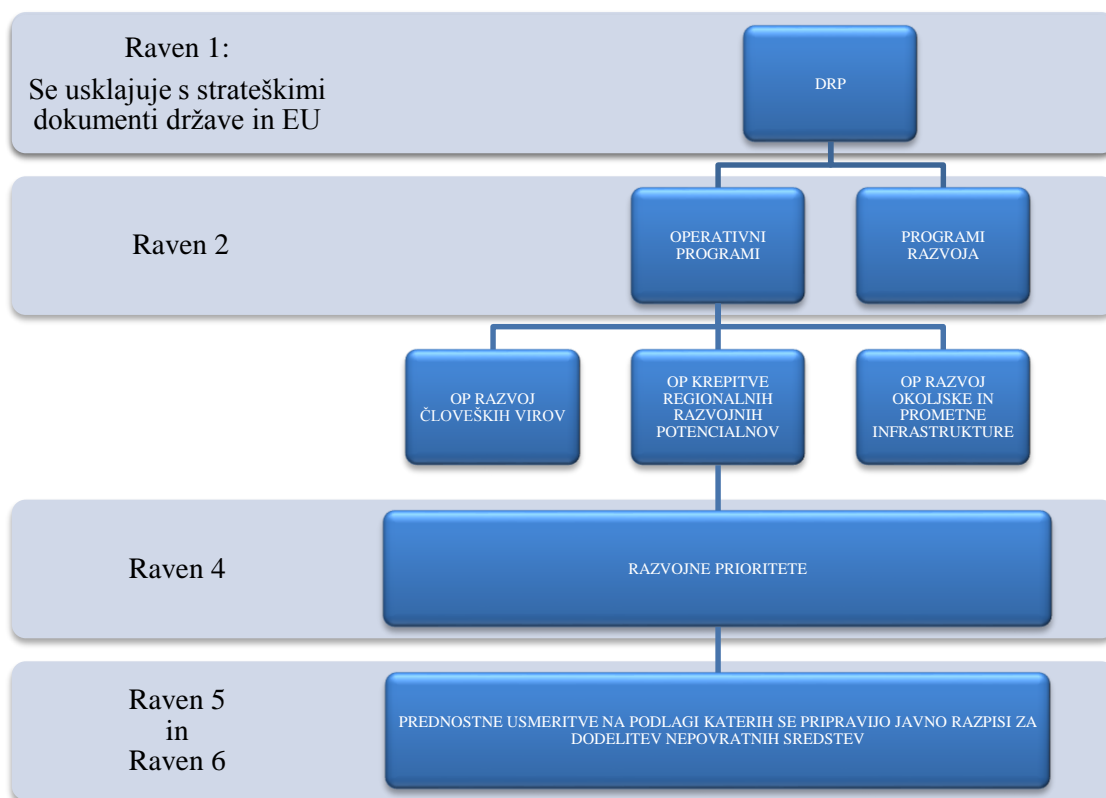 Raven 1:
Se usklajuje s strateškimi
dokumenti države in EU
DRP
Raven 2
OPERATIVNI
PROGRAMI
PROGRAMI
RAZVOJA
OP RAZVOJ
ČLOVEŠKIH VIROV
OP KREPITVE
REGIONALNIH
RAZVOJNIH
POTENCIALNOV
OP RAZVOJ
OKOLJSKE IN
PROMETNE
INFRASTRUKTURE
Raven 4
RAZVOJNE PRIORITETE
Raven 5
in
Raven 6
PREDNOSTNE USMERITVE NA PODLAGI KATERIH SE PRIPRAVIJO JAVNO RAZPISI ZA
DODELITEV NEPOVRATNIH SREDSTEV